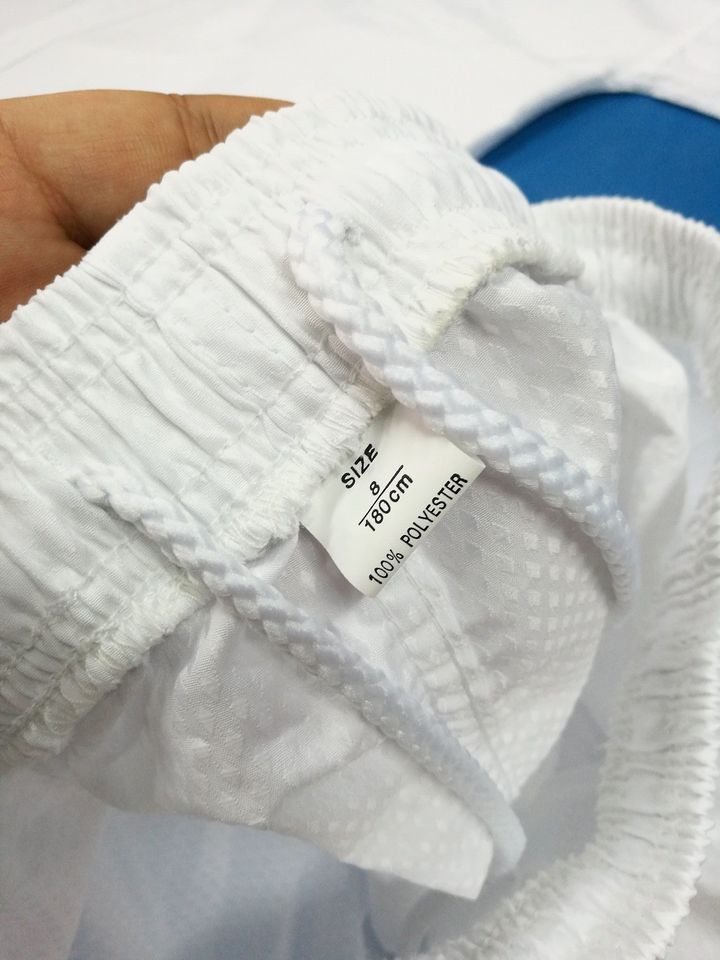 SIZE
8
180cm
100% POLYESTER